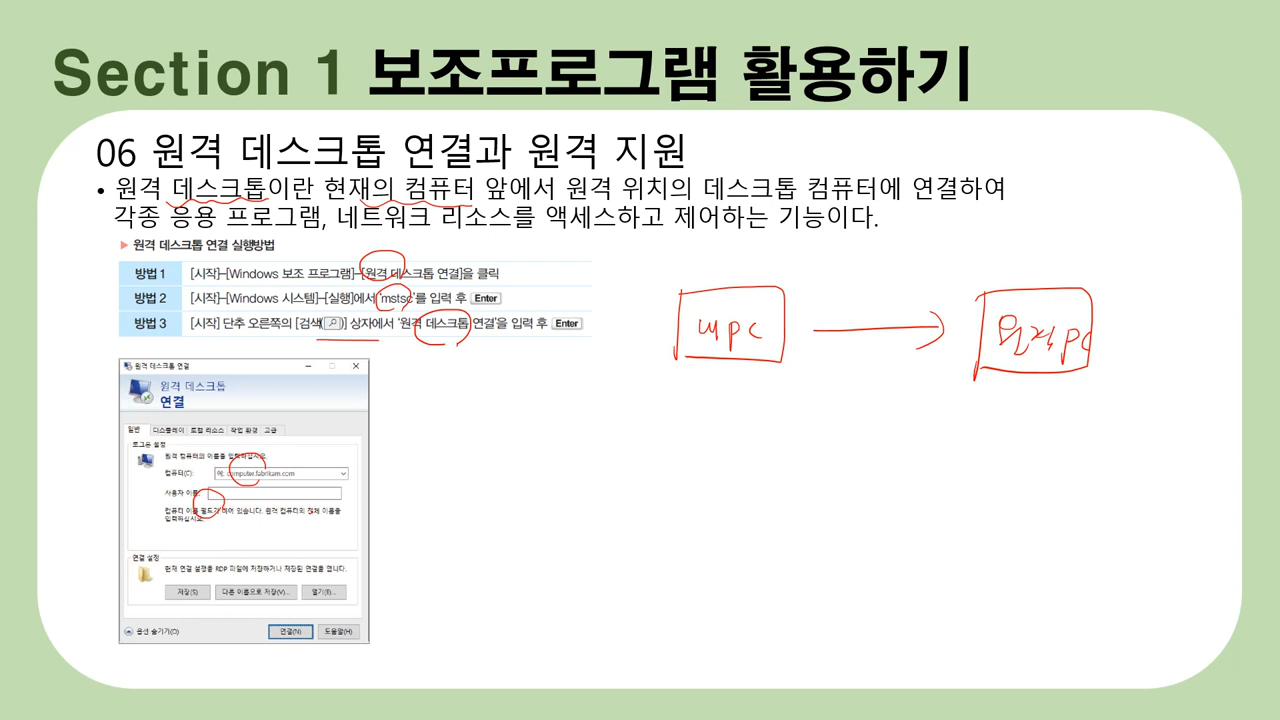 Section 1 보조프로그램 활용하기
06 원격 데스크톱 연결과 원격 지원
• 원격 데스크톱이란 현재의 컴퓨터 앞에서 원격 위치의 데스크톱 컴퓨터에 연결하여
각종 응용 프로그램, 네트워크 리소스를 액세스하고 제어하는 기능이다.
▶ 원격 데스크톱 연결 실행방법
방법 1 [시작]-[Windows 보조 프로그램]-[원격 데스크톱 연결]을 클릭
방법 2 [시작]-[Windows 시스템]-[실행]에서 'mstsc'를 입력 후 Enter
방법 3 [시작] 단추 오른쪽의 [검색()] 상자에서 '원격 데스크톱 연결'을 입력 후 Enter
원격 데스크톱 연결
원격 데스크톱
연결
일반 디스플레이 로컬 리소스 작업 환경 고급
로그온 설정
원격 컴퓨터의 이름을 입력하십시오.
컴퓨터(C): 예: computer.fabrikam.com
사용자 이름:
컴퓨터 이름 필드가 비어 있습니다. 원격 컴퓨터의 전체 이름을
입력하십시오.
연결 설정
현재 연결 설정을 RDP 파일에 저장하거나 저장된 연결을 엽니다.
저장(S) 다른 이름으로 저장(V)... 열기(E)...
옵션 숨기기(O) 연결(N) 도움말(H)
PC
원격 PC